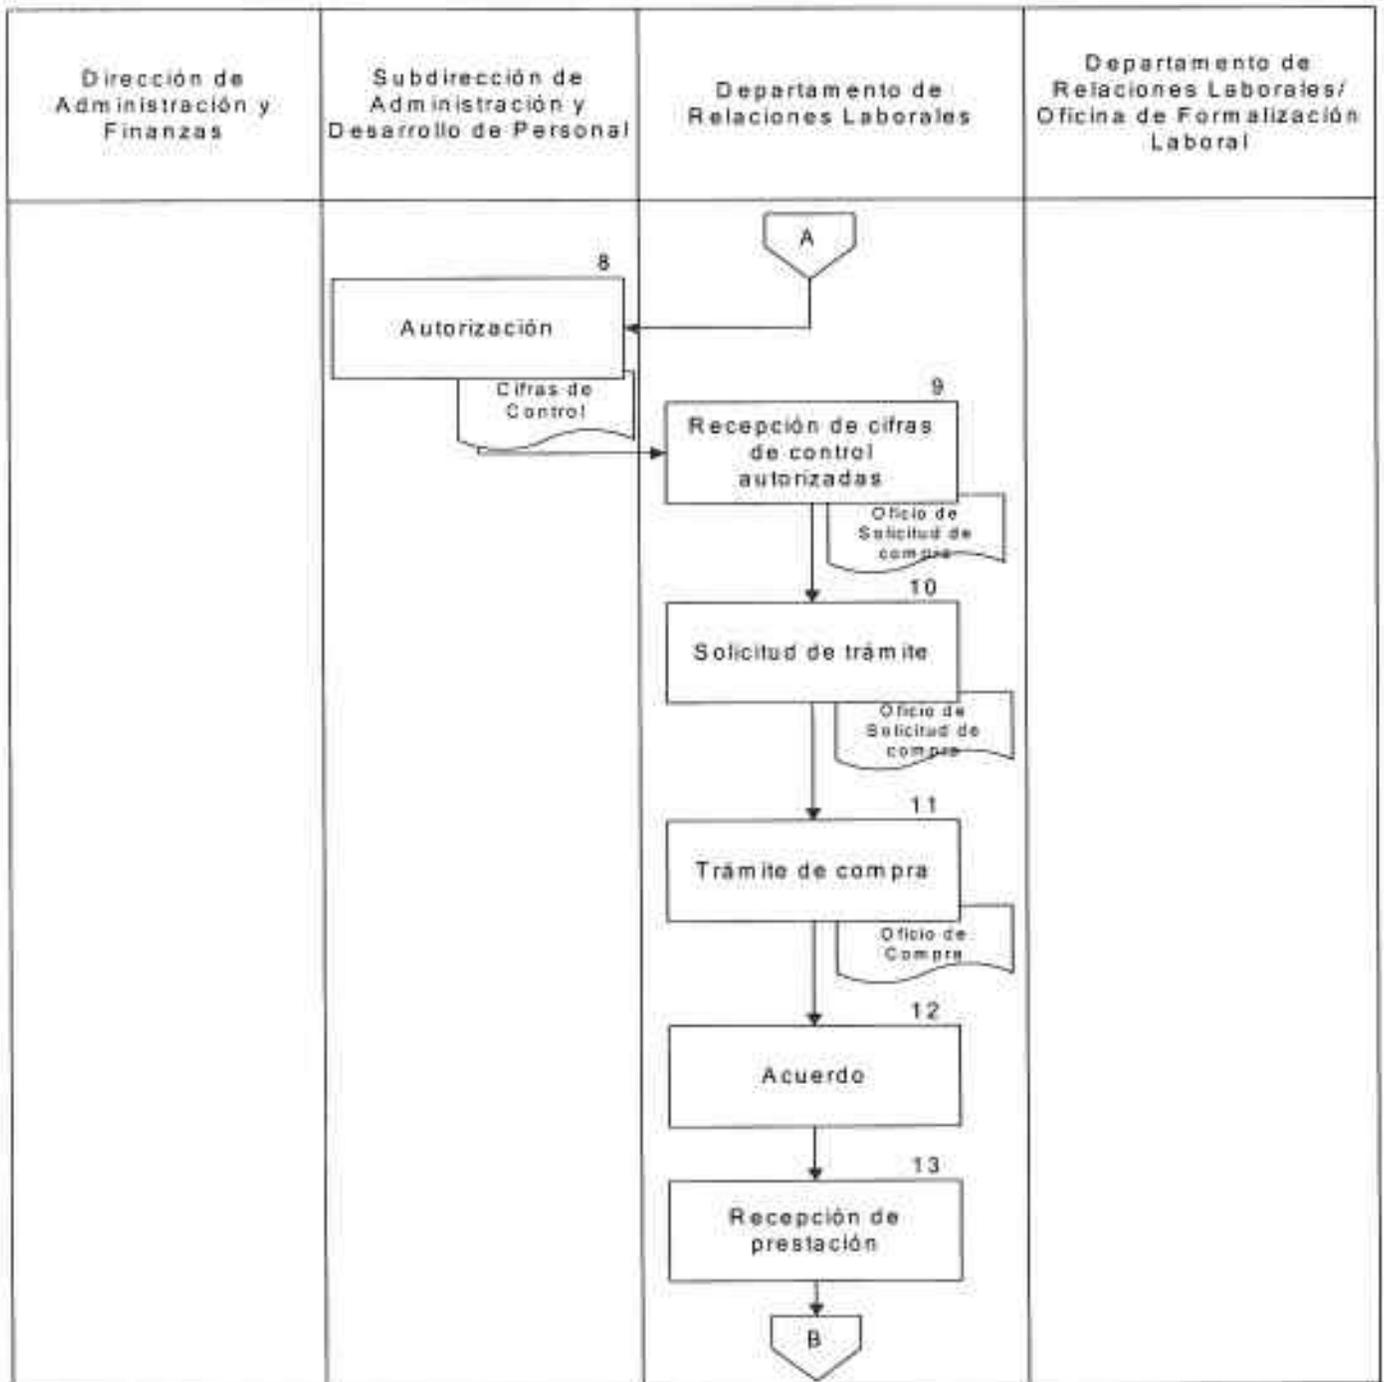 Dirección de
Administración y
Finanzas
Subdirección de
Administración y
Desarrollo de Personal
Departamento de
Relaciones Laborales
Departamento de
Relaciones Laborales/
Oficina de Formalización
Laboral
A
8
Autorización
Cifras de
Control
9
Recepción de cifras
de control
autorizadas
Oficio de
Solicitud de
compra
10
Solicitud de trámite
Oficio de
Solicitud de
compra
11
Trámite de compra
Oficio de
Compra
12
Acuerdo
13
Recepción de
prestación
B